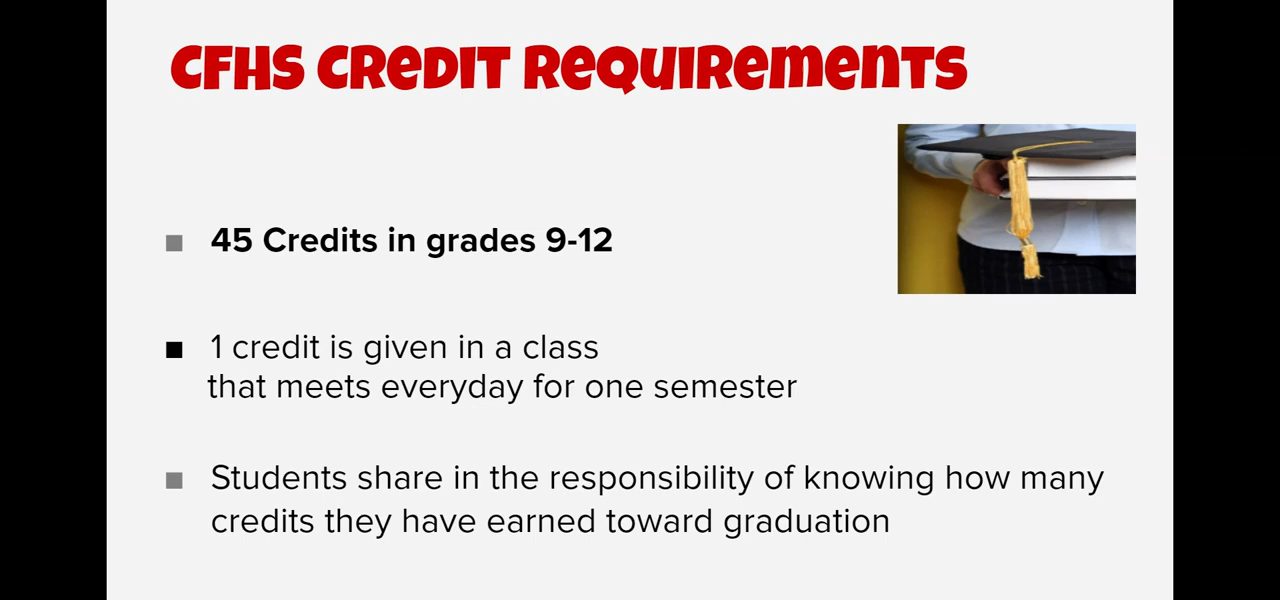 CFHS Credit Requirements
45 Credits in grades 9-12
1 credit is given in a class
that meets everyday for one semester
Students share in the responsibility of knowing how many
credits they have earned toward graduation